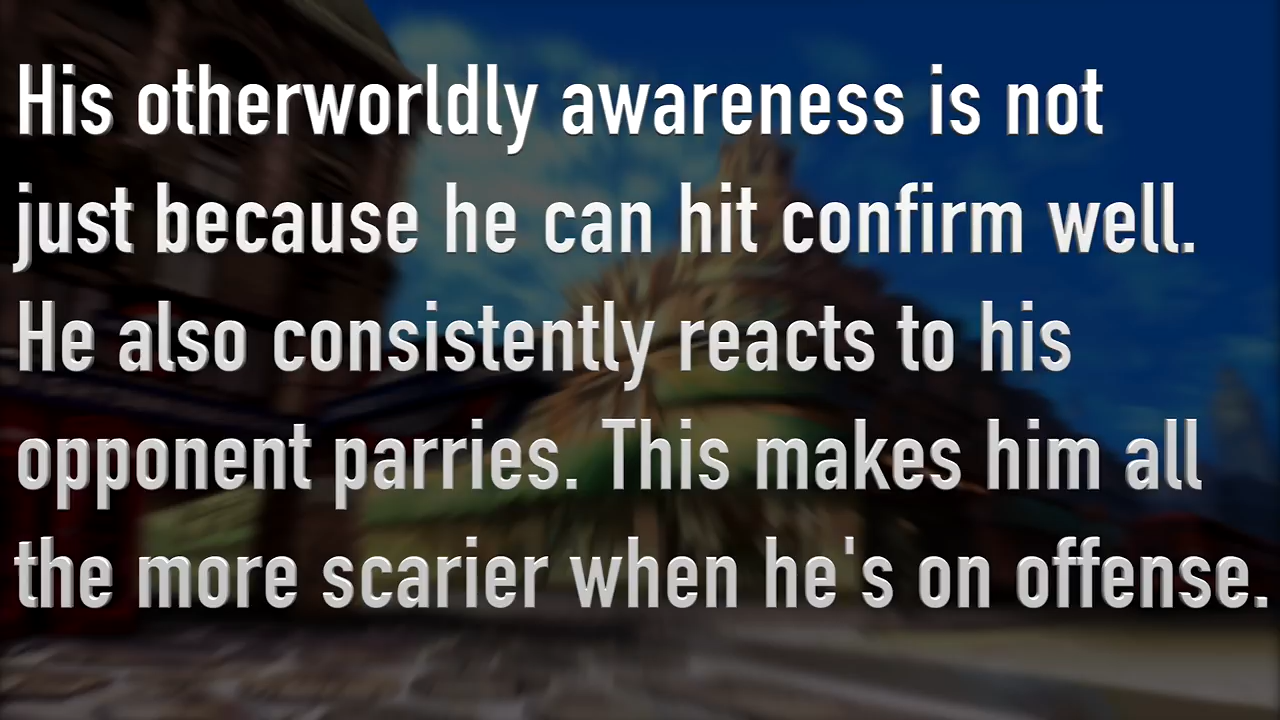 His otherworldly awareness is not
just because he can hit confirm well.
He also consistently reacts to his
opponent parries. This makes him all
the more scarier when he's on offense.